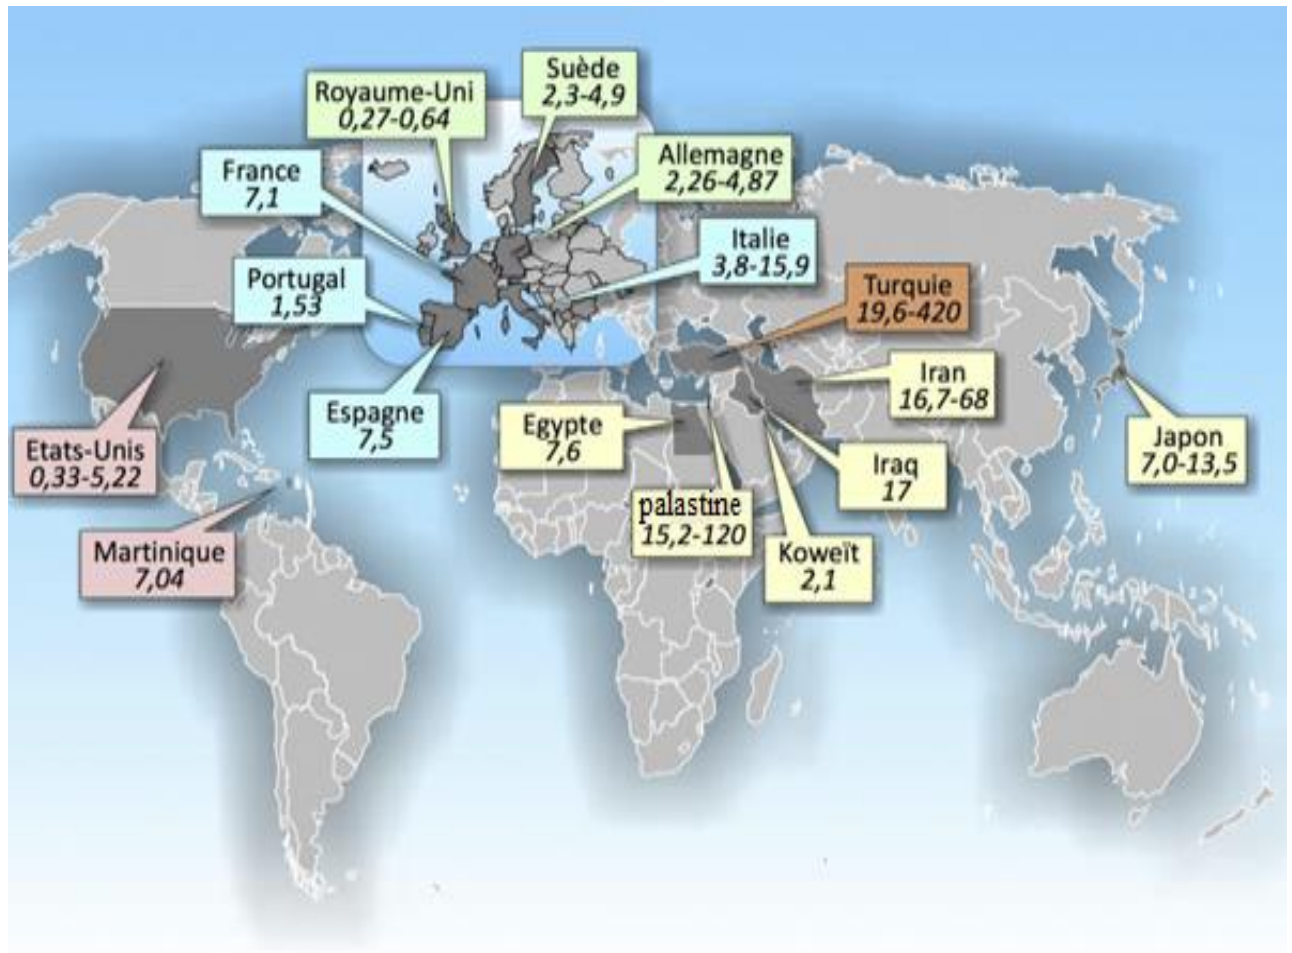 Suède
2,3-4,9
Royaume-Uni
0,27-0,64
Allemagne
2,26-4,87
France
7,1
Italie
3,8-15,9
Portugal
1,53
Turquie
19,6-420
Iran
16,7-68
Espagne
7,5
Egypte
7,6
Etats-Unis
0,33-5,22
Japon
7,0-13,5
Iraq
17
palastine
15,2-120
Martinique
7,04
Koweït
2,1